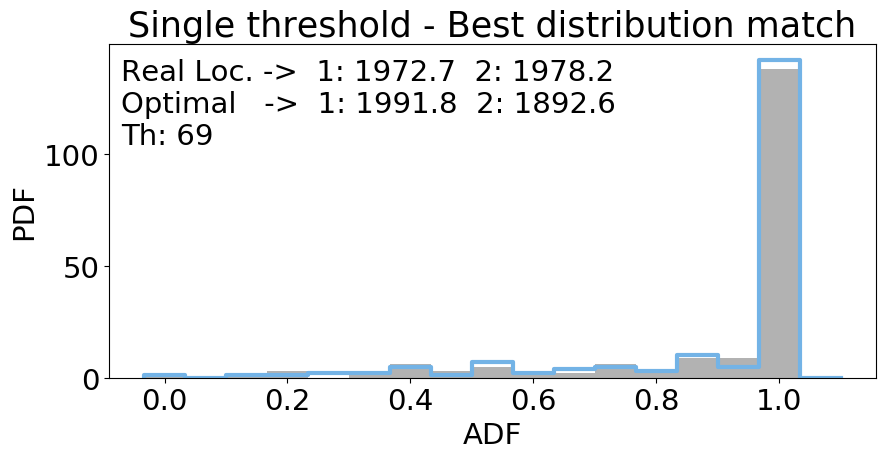 Single threshold - Best distribution match
Real Loc. -> 1: 1972.7 2: 1978.2
Optimal -> 1: 1991.8 2: 1892.6
Th: 69
PDF
100
50
0
0.0 0.2 0.4 0.6 0.8 1.0
ADF